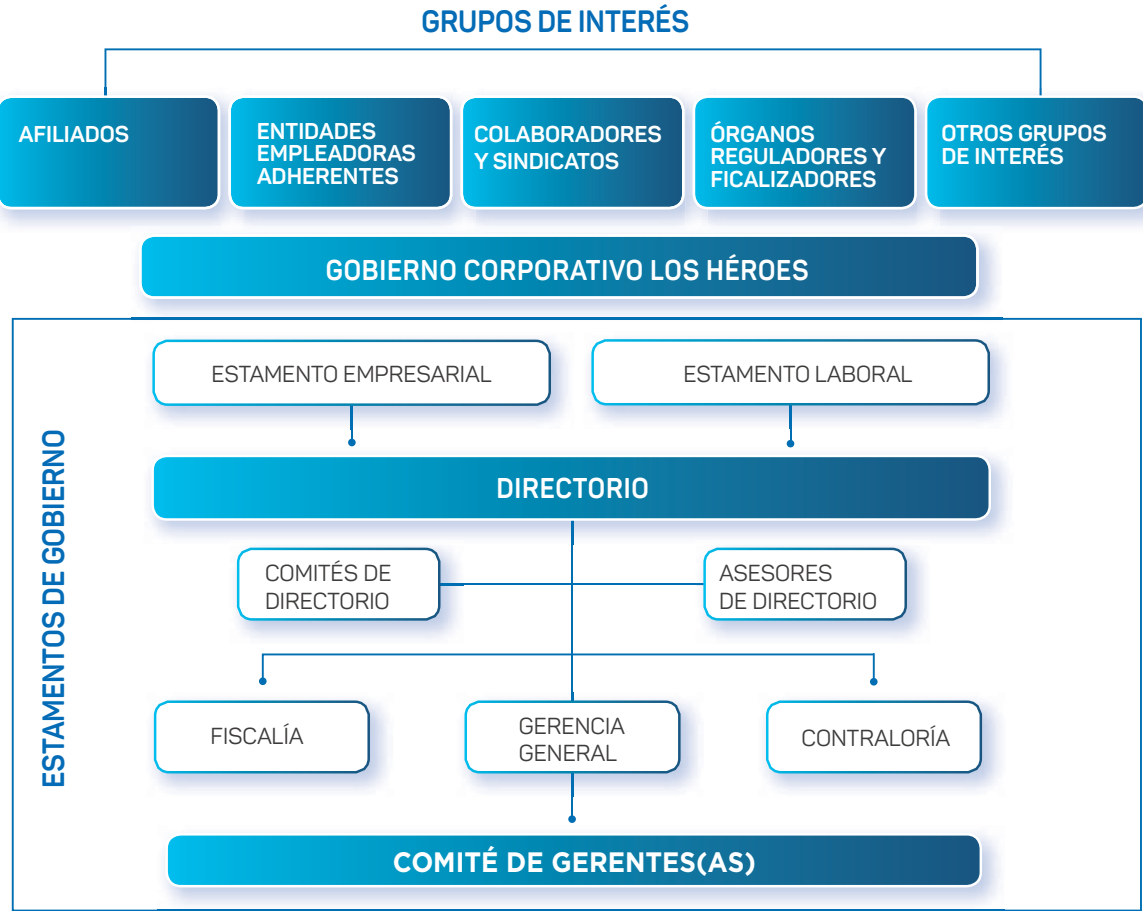 GRUPOS DE INTERÉS
AFILIADOS
ENTIDADES
EMPLEADORAS
ADHERENTES
COLABORADORES
Y SINDICATOS
ÓRGANOS
REGULADORES Y
FICALIZADORES
OTROS GRUPOS
DE INTERÉS
GOBIERNO CORPORATIVO LOS HÉROES
ESTAMENTOS DE GOBIERNO
ESTAMENTO EMPRESARIAL
ESTAMENTO LABORAL
DIRECTORIO
COMITÉS DE
DIRECTORIO
ASESORES
DE DIRECTORIO
FISCALÍA
GERENCIA
GENERAL
CONTRALORÍA
COMITÉ DE GERENTES(AS)